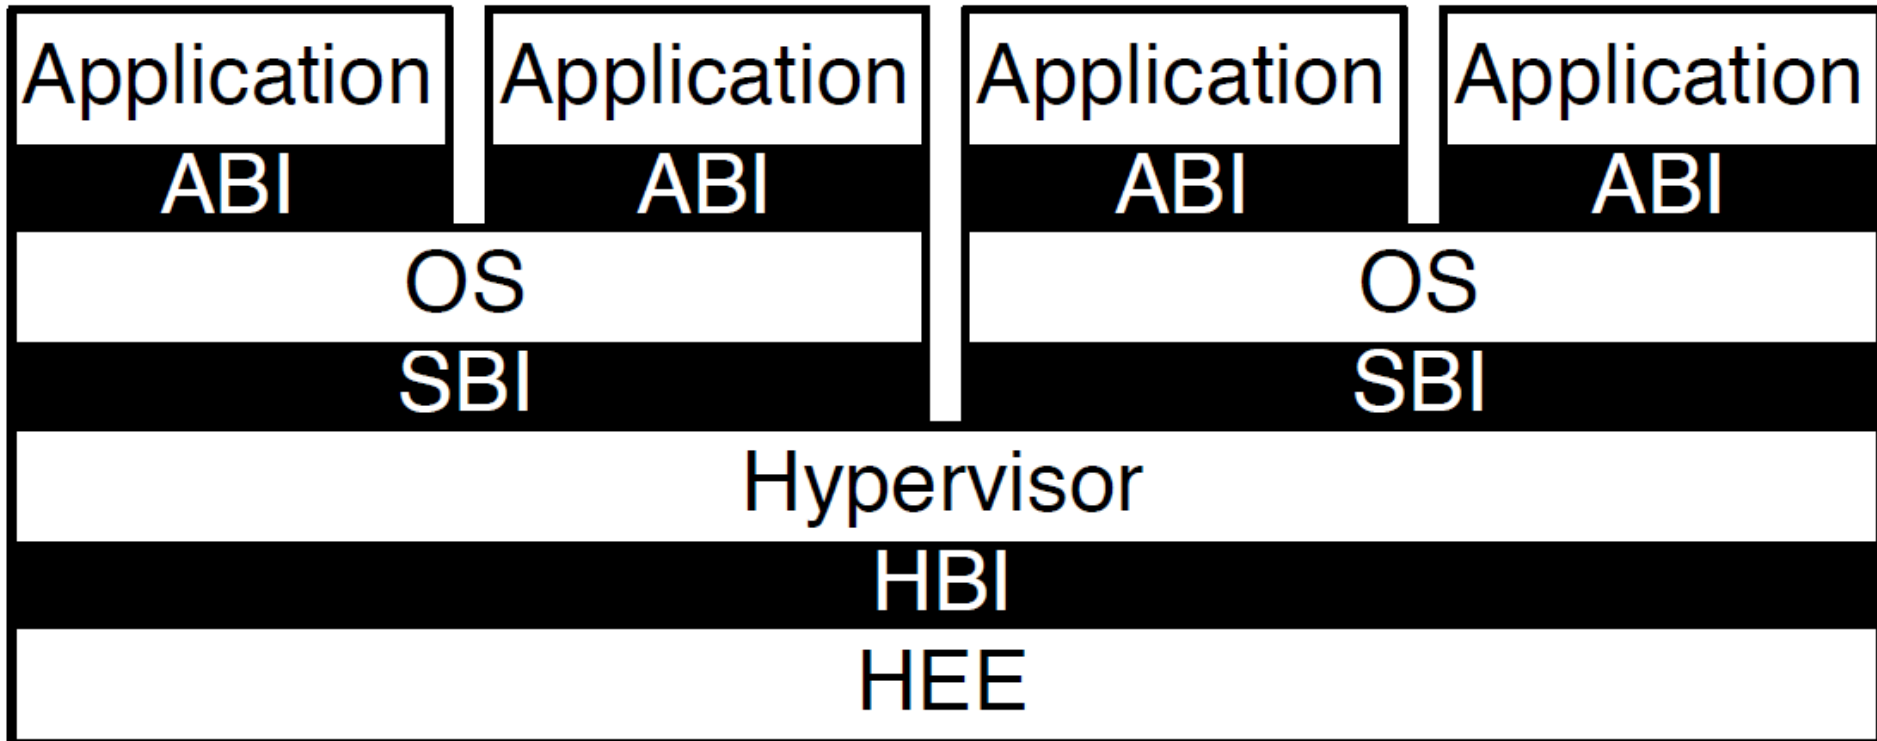 Application Application Application Application
ABI ABI ABI ABI
OS OS
SBI SBI
Hypervisor
HBI
HEE